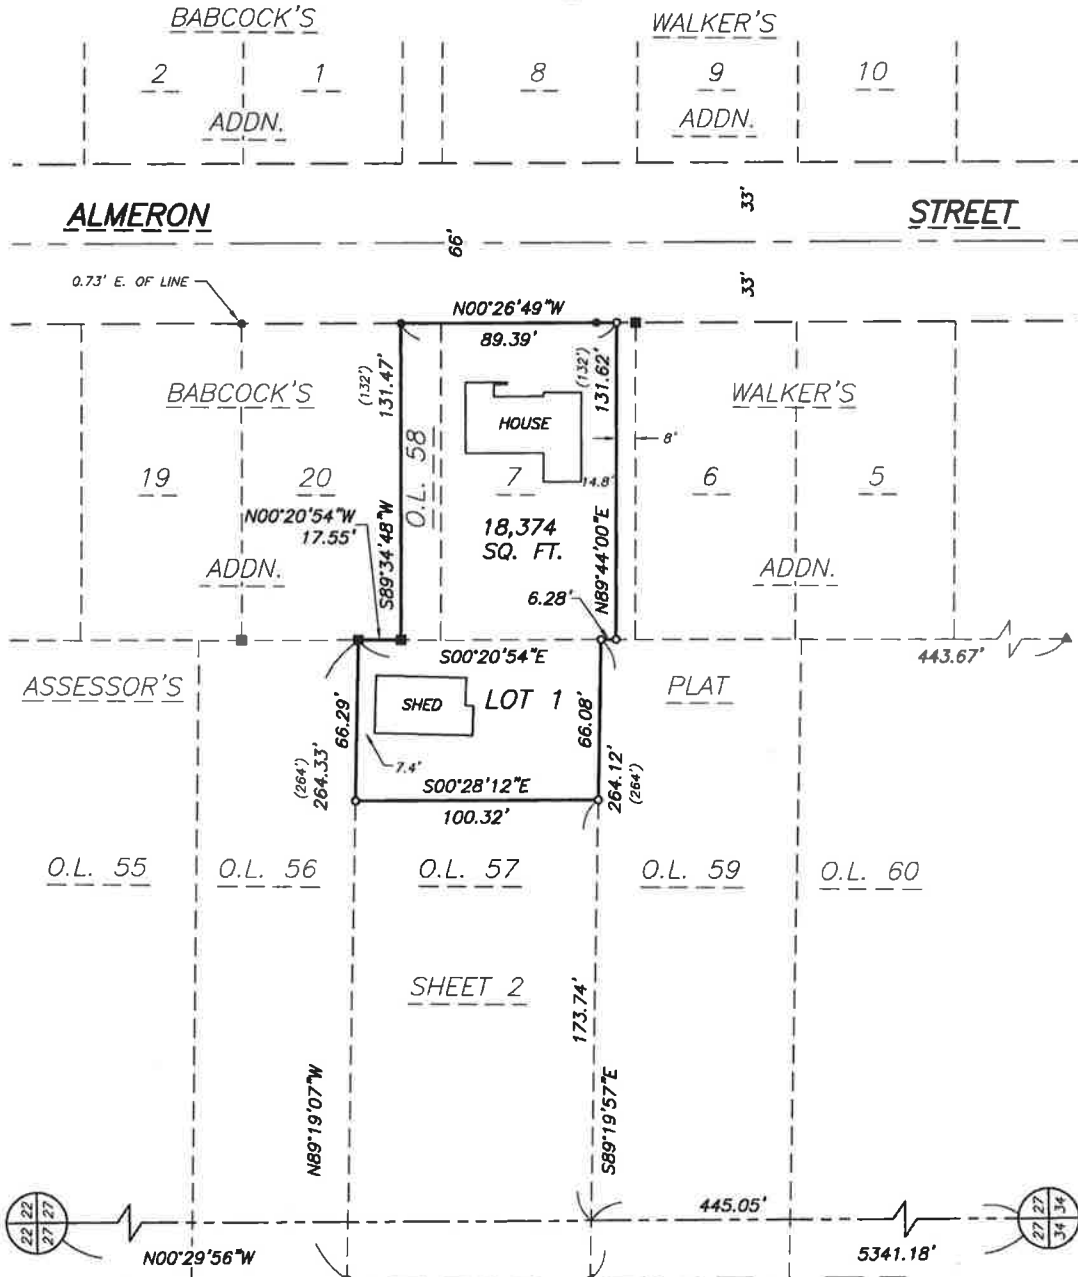 BABCOCK'S
WALKER'S
2
1
8
9
10
ADDN.
ADDN.
33'
ALMERON
STREET
66'
33'
0.73' E. OF LINE
N00°26'49"W
89.39'
(132')
131.47'
(132')
131.62'
BABCOCK'S
WALKER'S
HOUSE
8'
O.L. 58
19
20
7
14.8'
6
5
N00°20'54"W
17.55'
S89°34'48"W
18,374
SQ. FT.
N89°44'00"E
ADDN.
ADDN.
6.28'
S00°20'54"E
443.67'
ASSESSOR'S
SHED
LOT 1
PLAT
66.29'
66.08'
(264')
264.33'
7.4'
S00°28'12"E
100.32'
264.12'
(264')
O.L. 55
O.L. 56
O.L. 57
O.L. 59
O.L. 60
SHEET 2
173.74'
N89°19'07"W
S89°19'57"E
22 27
22 27
445.05'
27 34
27 34
N00°29'56"W
5341.18'